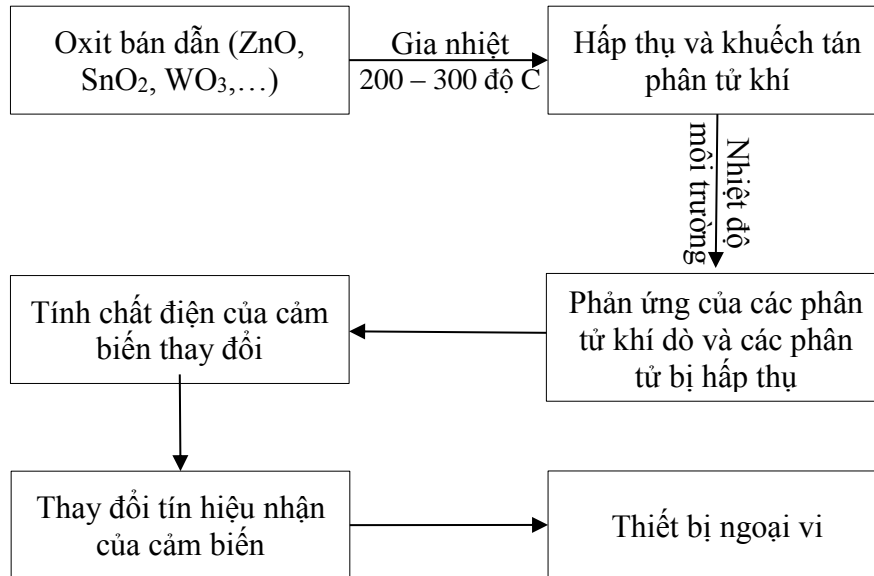 Oxit bán dẫn (ZnO,
SnO₂, WO₃,…)
Gia nhiệt
200 – 300 độ C
Hấp thụ và khuếch tán
phân tử khí
Nhiệt độ
môi trường
Phản ứng của các phân
tử khí dò và các phân
tử bị hấp thụ
Tính chất điện của cảm
biến thay đổi
Thay đổi tín hiệu nhận
của cảm biến
Thiết bị ngoại vi